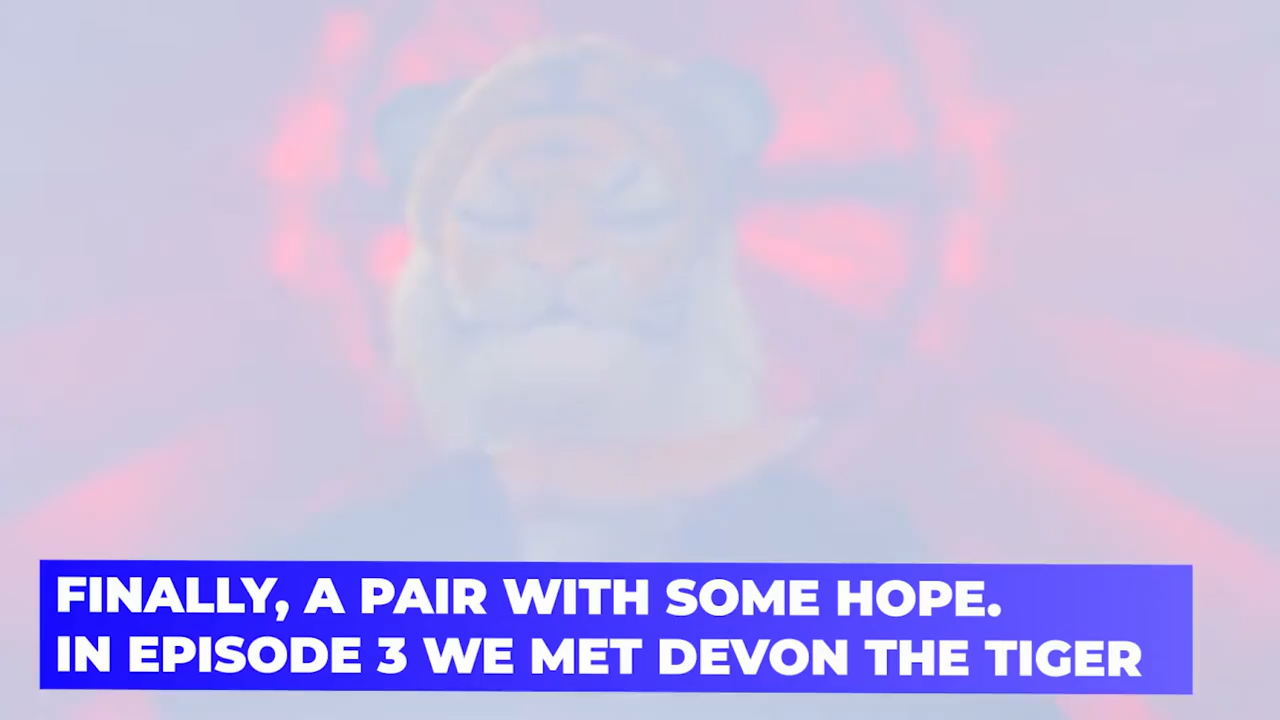 FINALLY, A PAIR WITH SOME HOPE.
IN EPISODE 3 WE MET DEVON THE TIGER